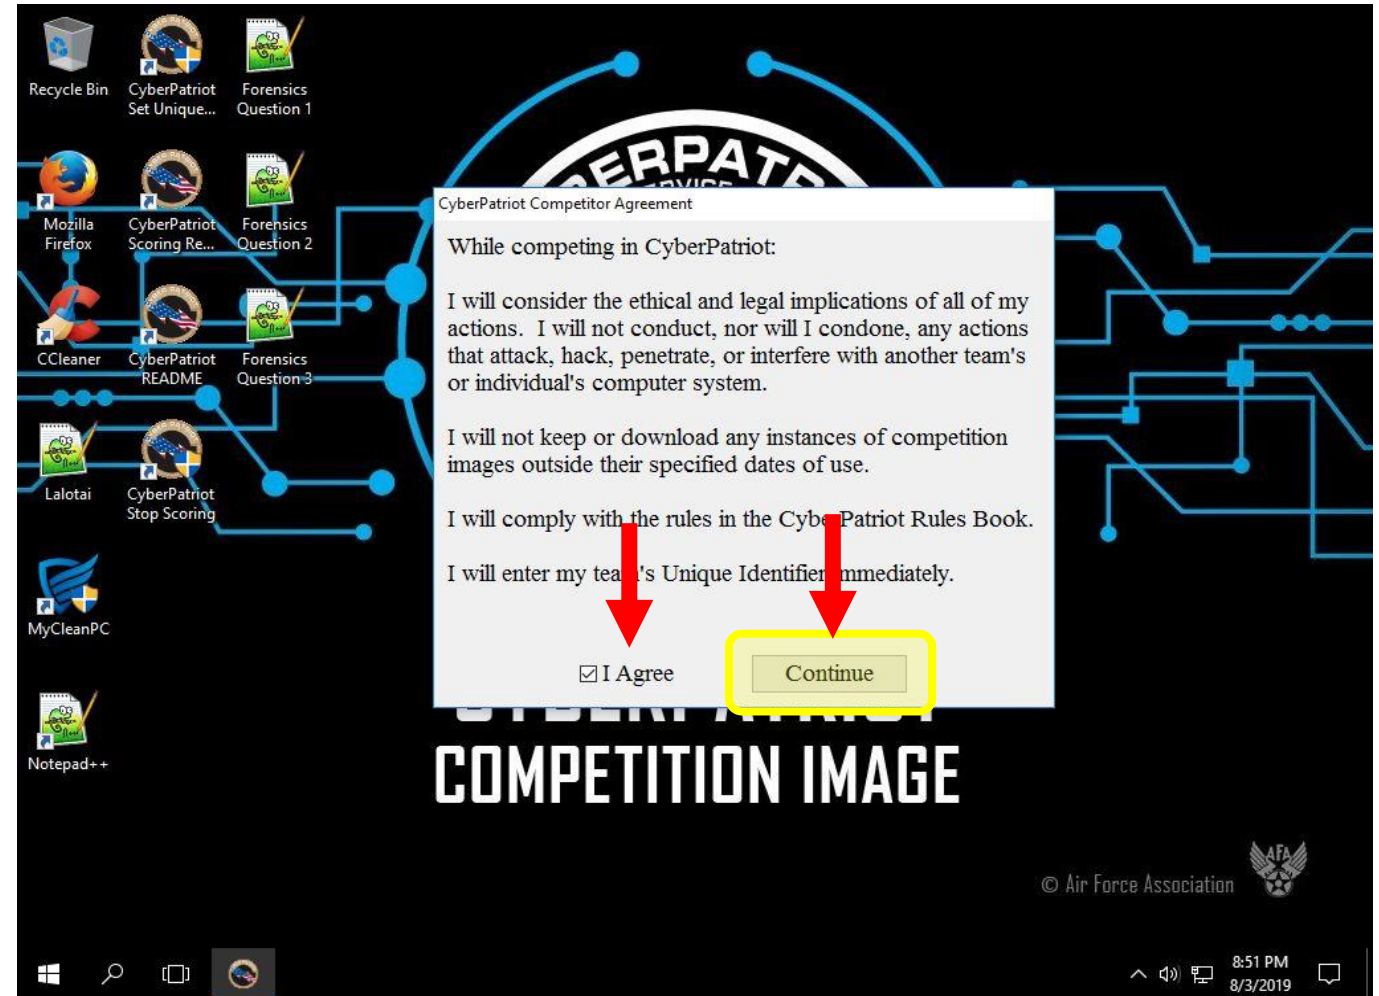 Recycle Bin
CyberPatriot
Set Unique...
Forensics
Question 1
Mozilla
Firefox
CyberPatriot
Scoring Re...
Forensics
Question 2
CCleaner
CyberPatriot
README
Forensics
Question 3
Lalotai
CyberPatriot
Stop Scoring
MyCleanPC
Notepad++
CyberPatriot Competitor Agreement
While competing in CyberPatriot:
I will consider the ethical and legal implications of all of my
actions. I will not conduct, nor will I condone, any actions
that attack, hack, penetrate, or interfere with another team's
or individual's computer system.
I will not keep or download any instances of competition
images outside their specified dates of use.
I will comply with the rules in the CyberPatriot Rules Book.
I will enter my team's Unique Identifier immediately.
I Agree
Continue
CYBERPATRIOT
COMPETITION IMAGE
AFA
© Air Force Association
8:51 PM
8/3/2019